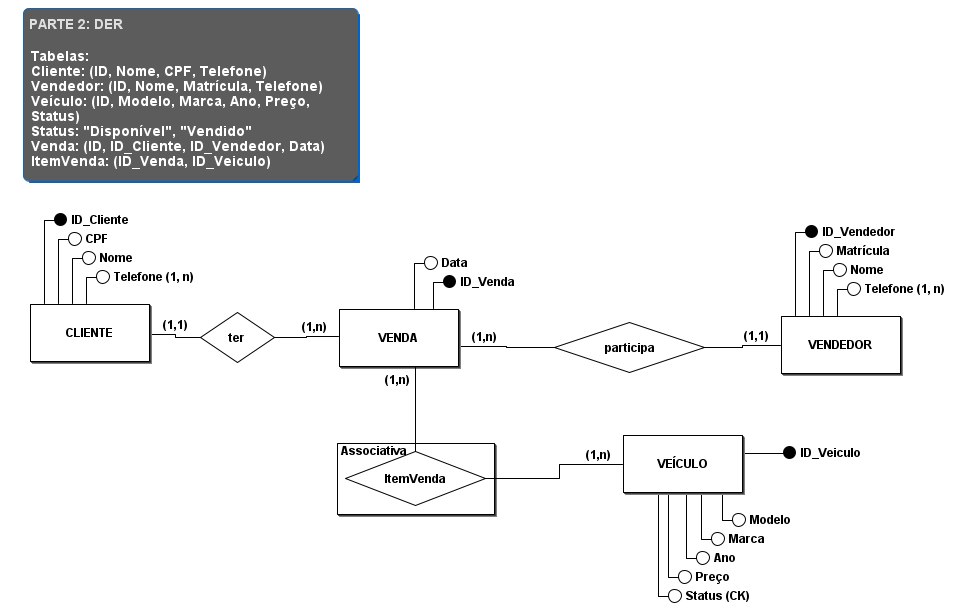 PARTE 2: DER
Tabelas:
Cliente: (ID, Nome, CPF, Telefone)
Vendedor: (ID, Nome, Matrícula, Telefone)
Veículo: (ID, Modelo, Marca, Ano, Preço,
Status)
Status: "Disponível", "Vendido"
Venda: (ID, ID_Cliente, ID_Vendedor, Data)
ItemVenda: (ID_Venda, ID_Veiculo)
ID_Cliente
CPF
Nome
Telefone (1, n)
CLIENTE
(1,1)
ter
(1,n)
Data
ID_Venda
VENDA
(1,n)
participa
(1,1)
ID_Vendedor
Matrícula
Nome
Telefone (1, n)
VENDEDOR
(1,n)
Associativa
ItemVenda
(1,n)
VEÍCULO
ID_Veiculo
Modelo
Marca
Ano
Preço
Status (CK)